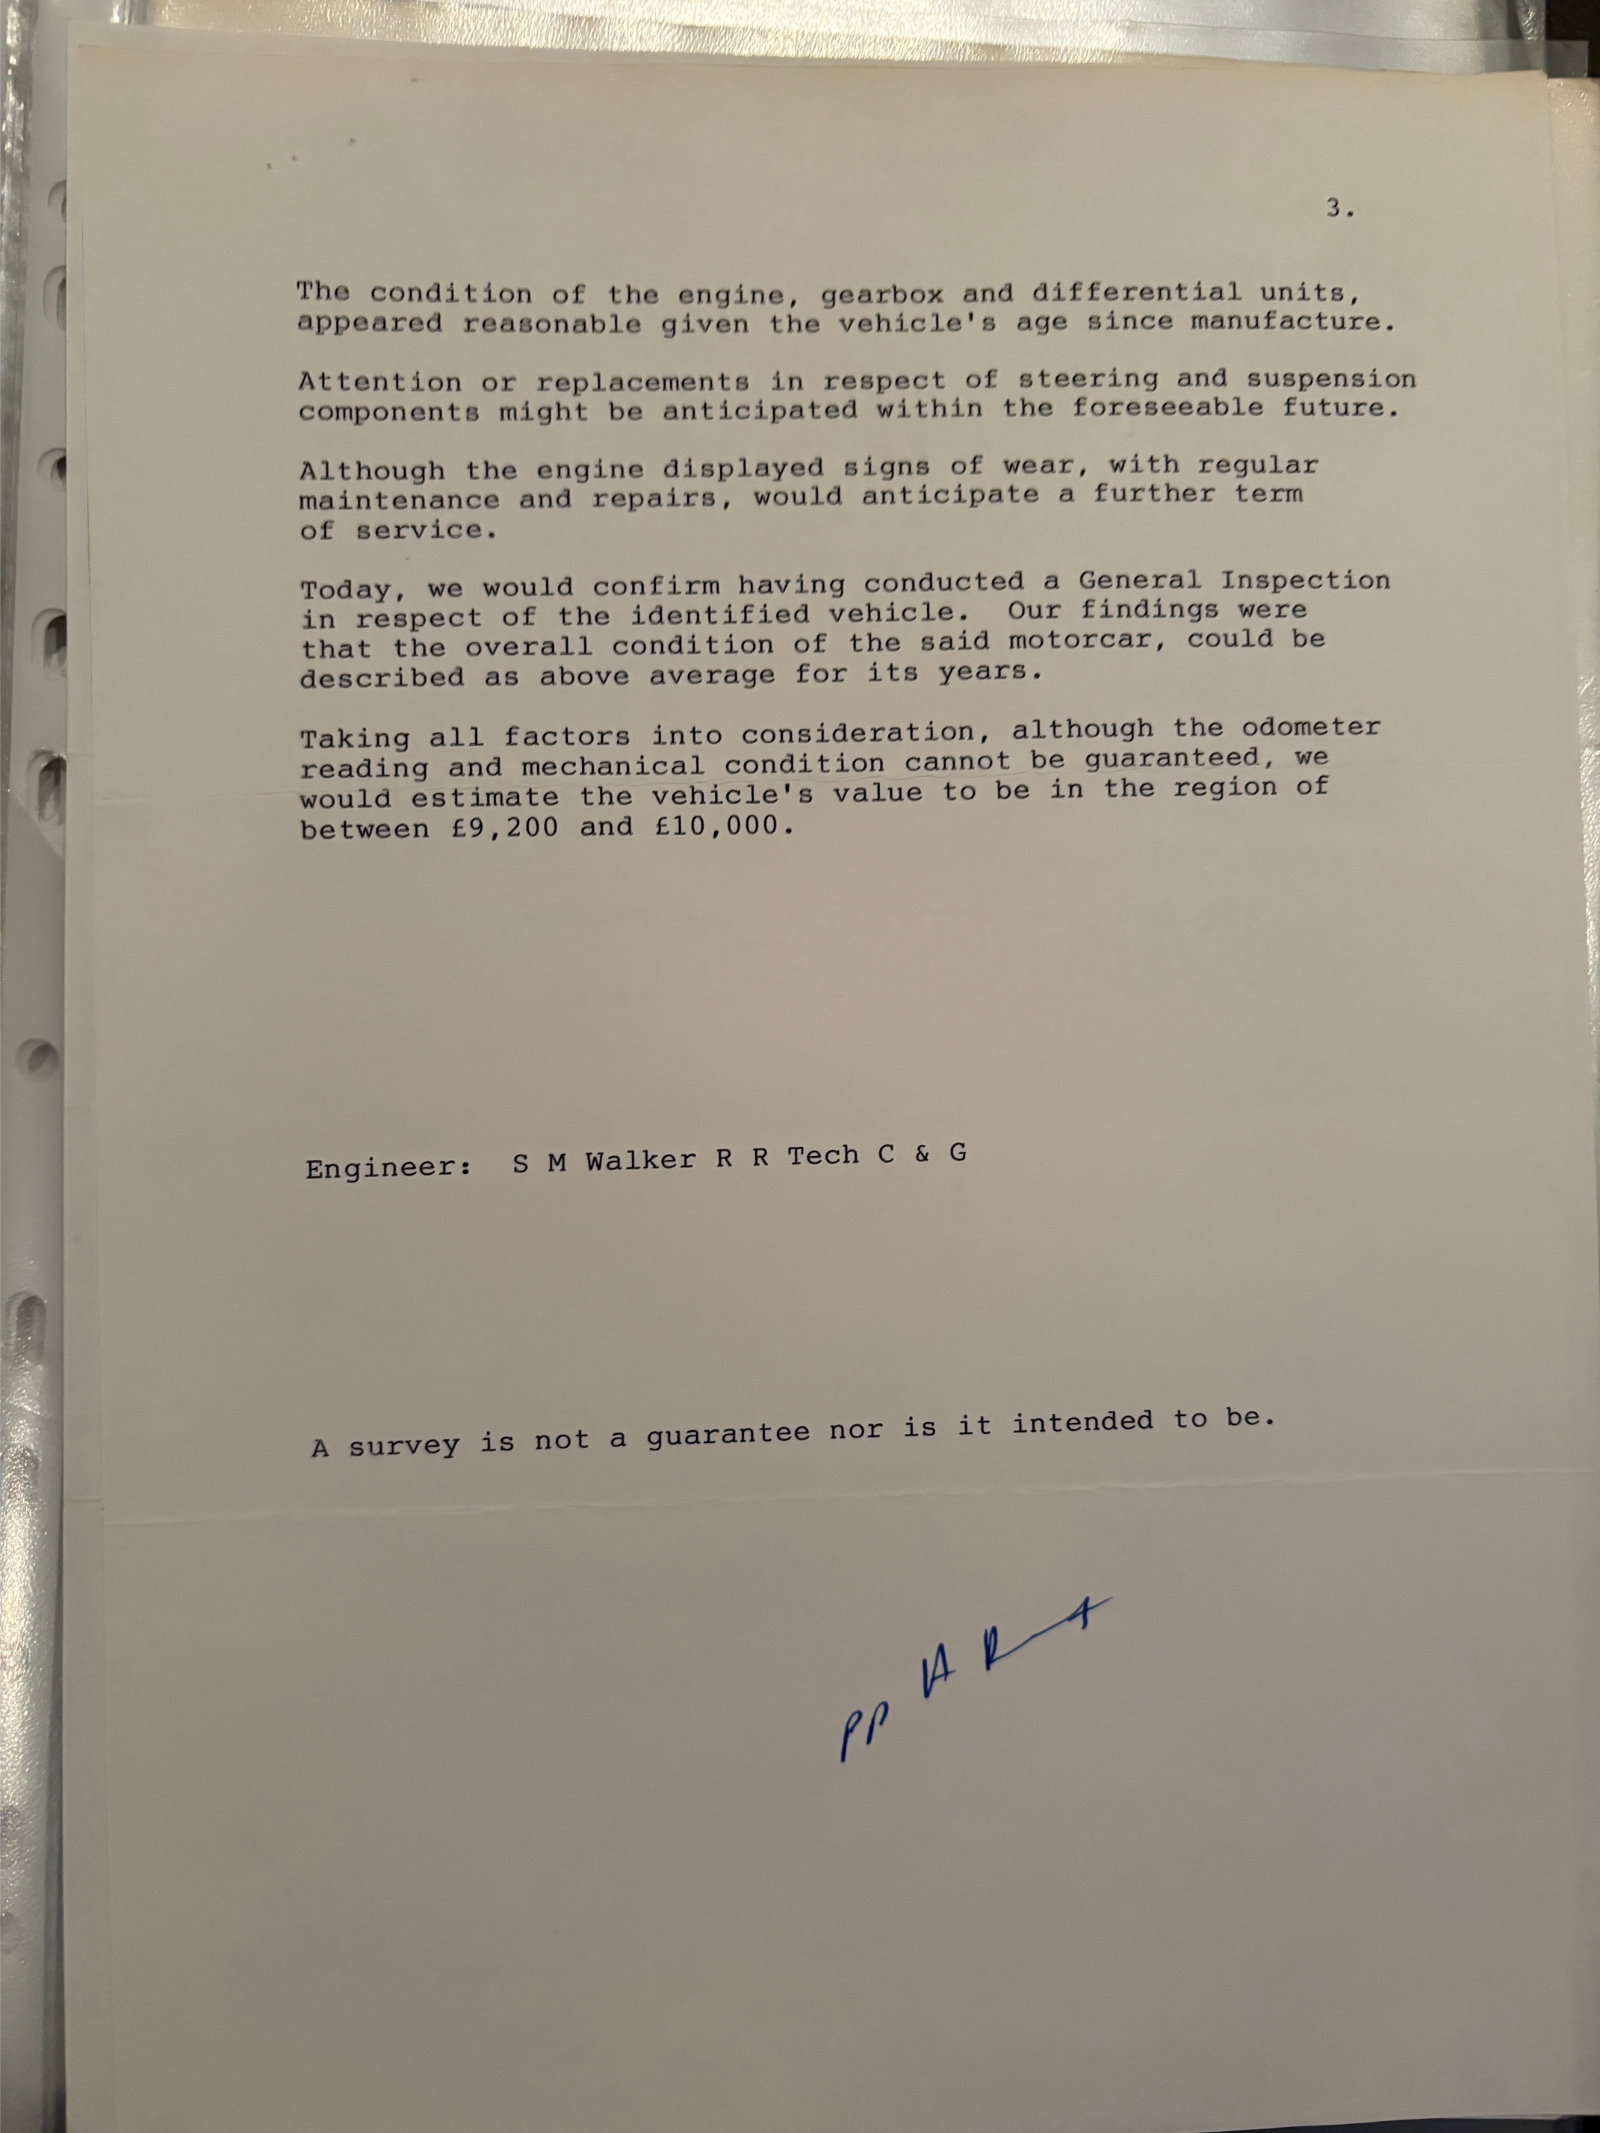 3.
The condition of the engine, gearbox and differential units,
appeared reasonable given the vehicle's age since manufacture.
Attention or replacements in respect of steering and suspension
components might be anticipated within the foreseeable future.
Although the engine displayed signs of wear, with regular
maintenance and repairs, would anticipate a further term
of service.
Today, we would confirm having conducted a General Inspection
in respect of the identified vehicle.  Our findings were
that the overall condition of the said motorcar, could be
described as above average for its years.
Taking all factors into consideration, although the odometer
reading and mechanical condition cannot be guaranteed, we
would estimate the vehicle's value to be in the region of
between £9,200 and £10,000.
Engineer:  S M Walker R R Tech C & G
A survey is not a guarantee nor is it intended to be.
PP